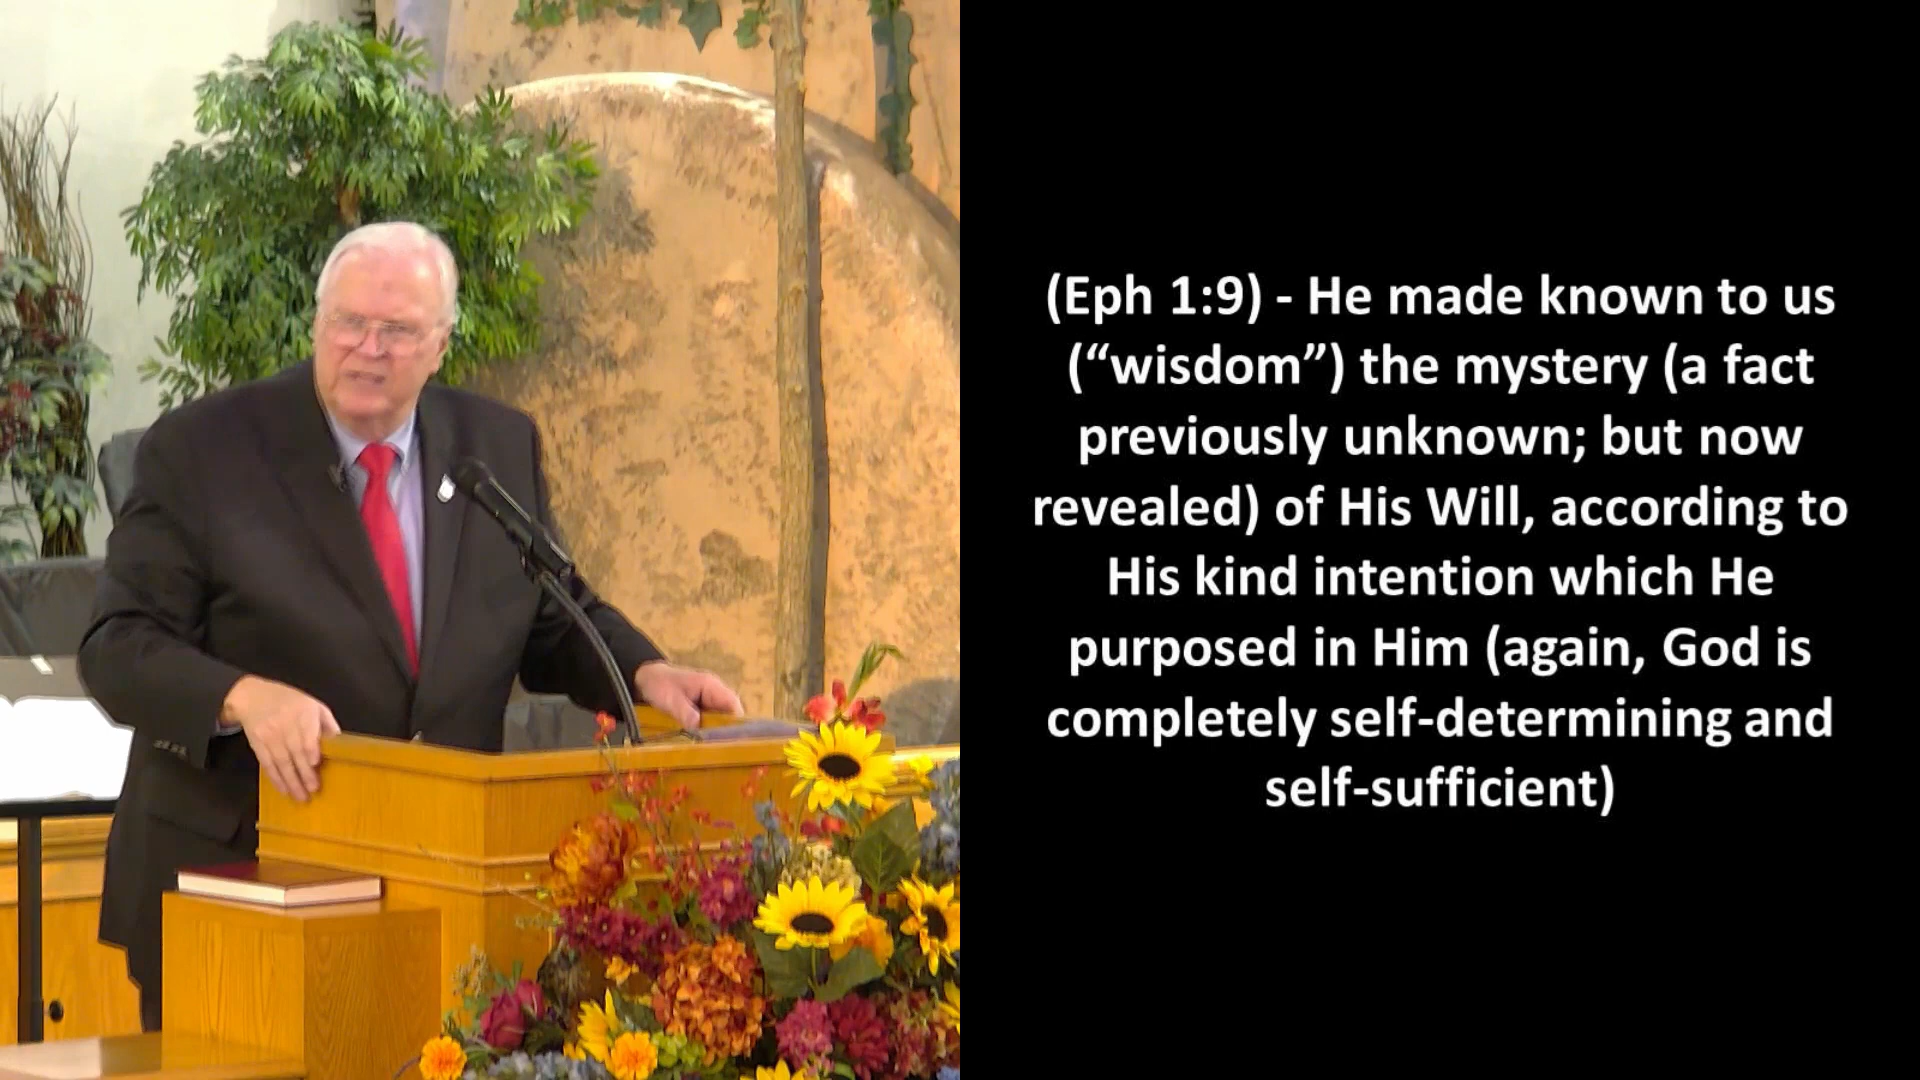 (Eph 1:9) - He made known to us
(“wisdom”) the mystery (a fact
previously unknown; but now
revealed) of His Will, according to
His kind intention which He
purposed in Him (again, God is
completely self-determining and
self-sufficient)